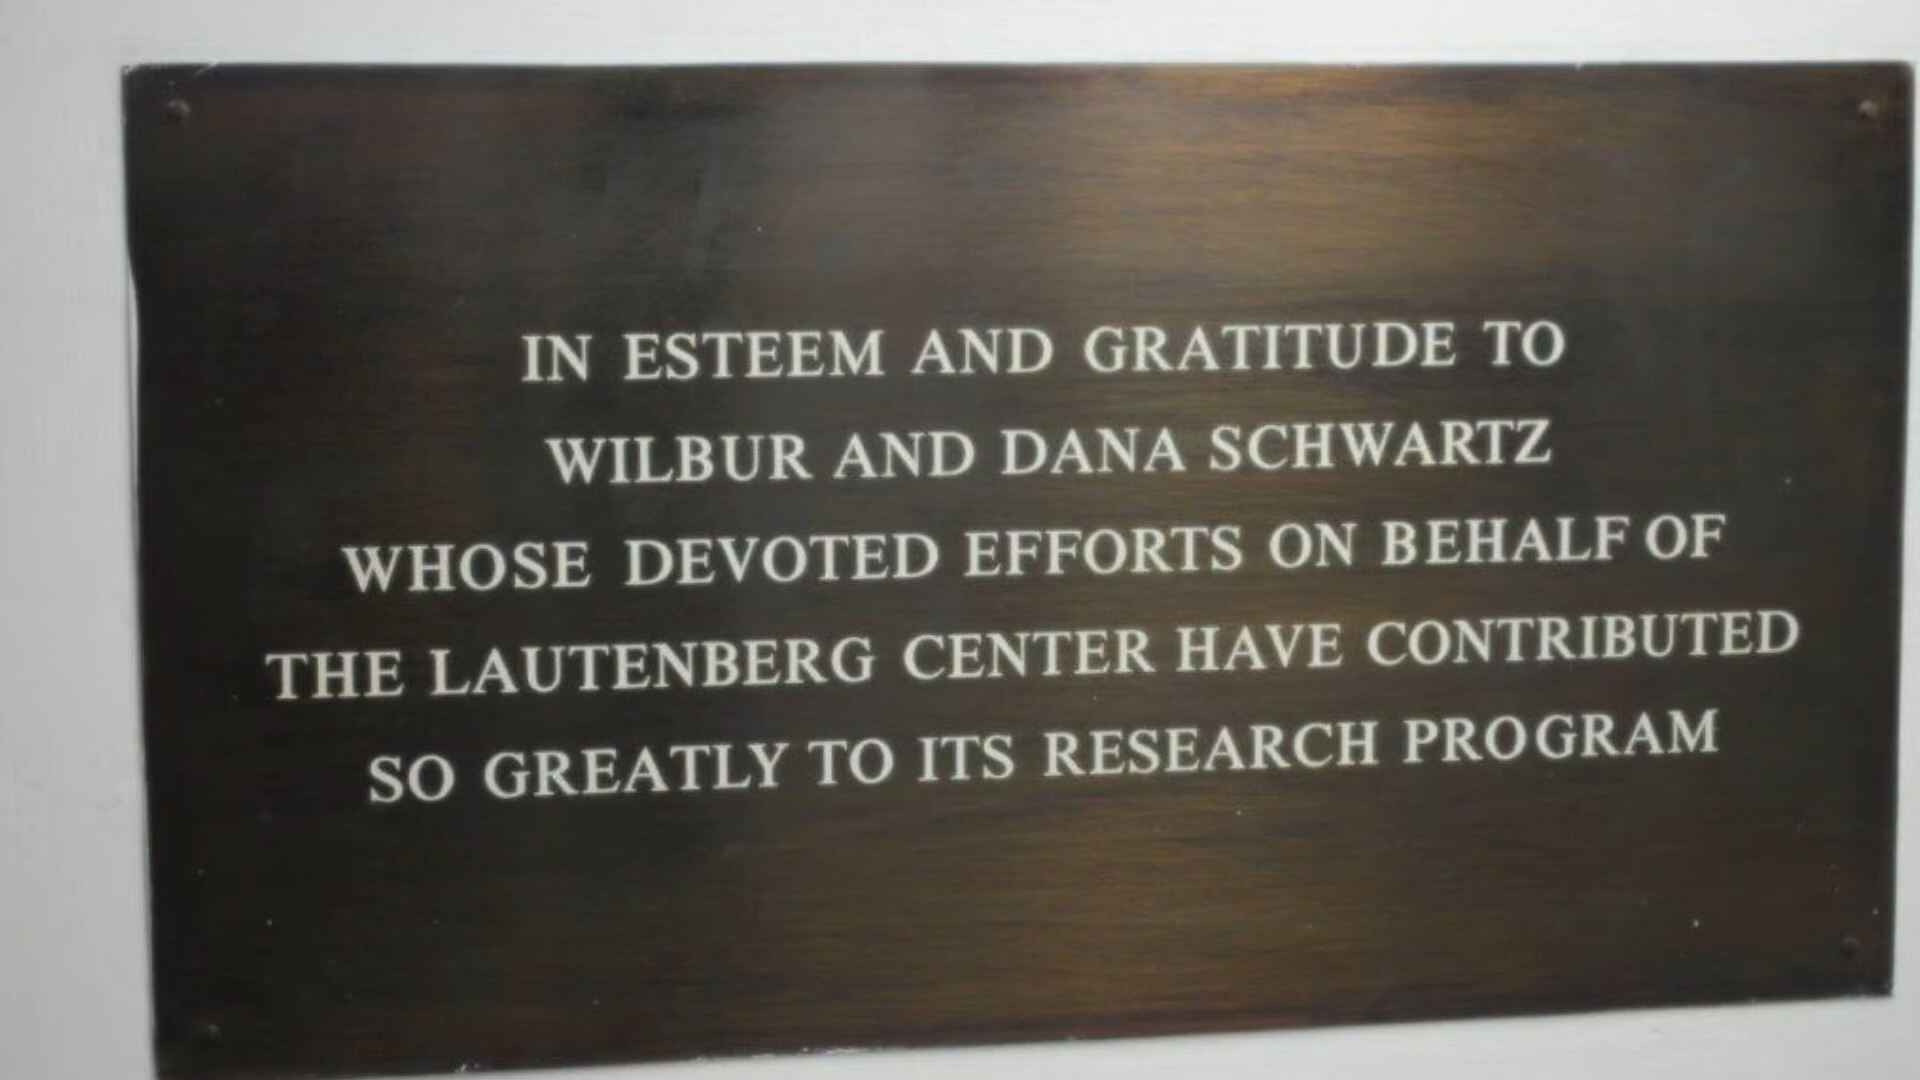 IN ESTEEM AND GRATITUDE TO
WILBUR AND DANA SCHWARTZ
WHOSE DEVOTED EFFORTS ON BEHALF OF
THE LAUTENBERG CENTER HAVE CONTRIBUTED
SO GREATLY TO ITS RESEARCH PROGRAM